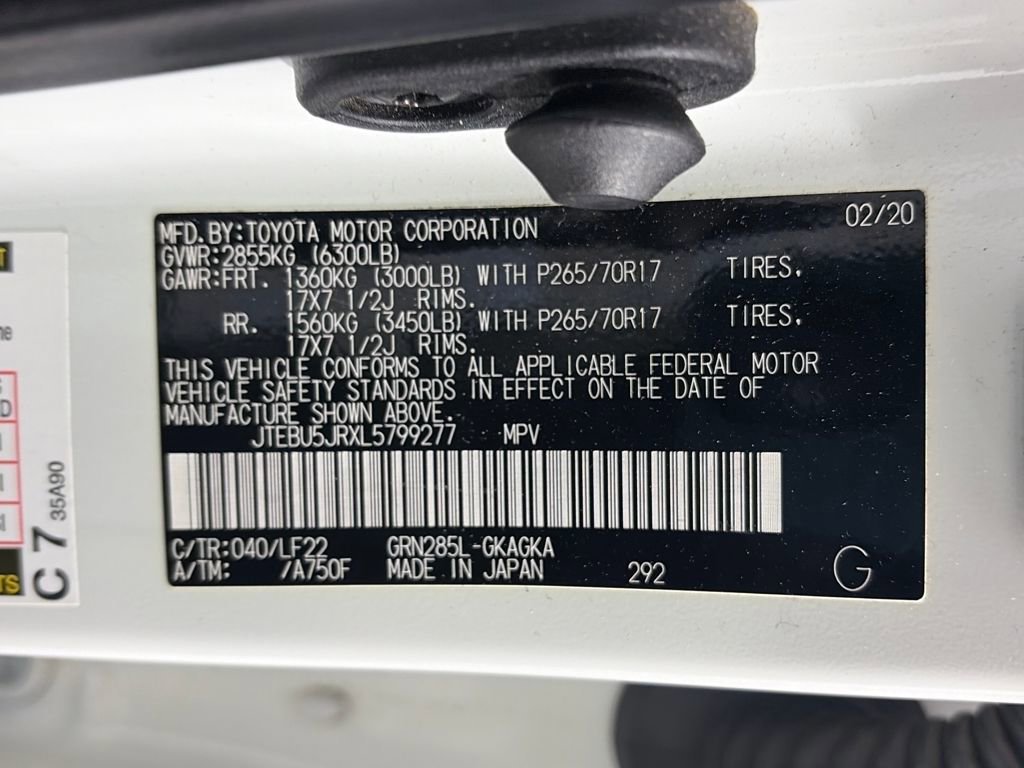 MFD.BY:TOYOTA MOTOR CORPORATION 02/20
GVWR:2855KG (6300LB)
GAWR:FRT. 1360KG (3000LB) WITH P265/70R17 TIRES.
17X7 1/2J RIMS.
RR. 1560KG (3450LB) WITH P265/70R17 TIRES.
17X7 1/2J RIMS.
THIS VEHICLE CONFORMS TO ALL APPLICABLE FEDERAL MOTOR
VEHICLE SAFETY STANDARDS IN EFFECT ON THE DATE OF
MANUFACTURE SHOWN ABOVE.
JTEBU5JRXL5799277 MPV
C/TR:040/LF22 GRN285L-GKAGKA
A/TM: /A750F MADE IN JAPAN 292 G
C 7 35A90